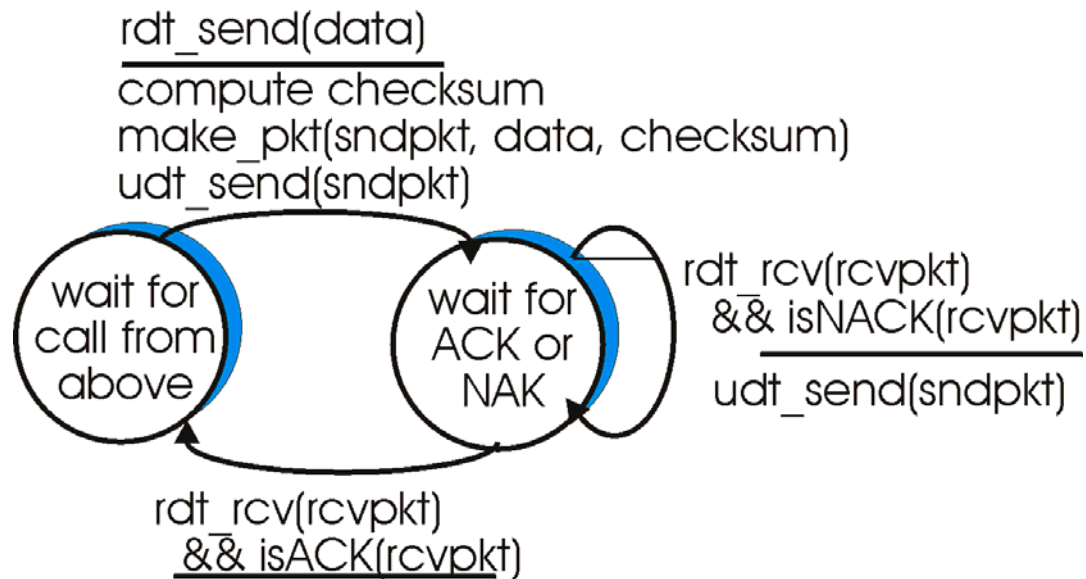 rdt_send(data)
compute checksum
make_pkt(sndpkt, data, checksum)
udt_send(sndpkt)
wait for
call from
above
wait for
ACK or
NAK
rdt_rcv(rcvpkt)
&& isNACK(rcvpkt)
udt_send(sndpkt)
rdt_rcv(rcvpkt)
&& isACK(rcvpkt)